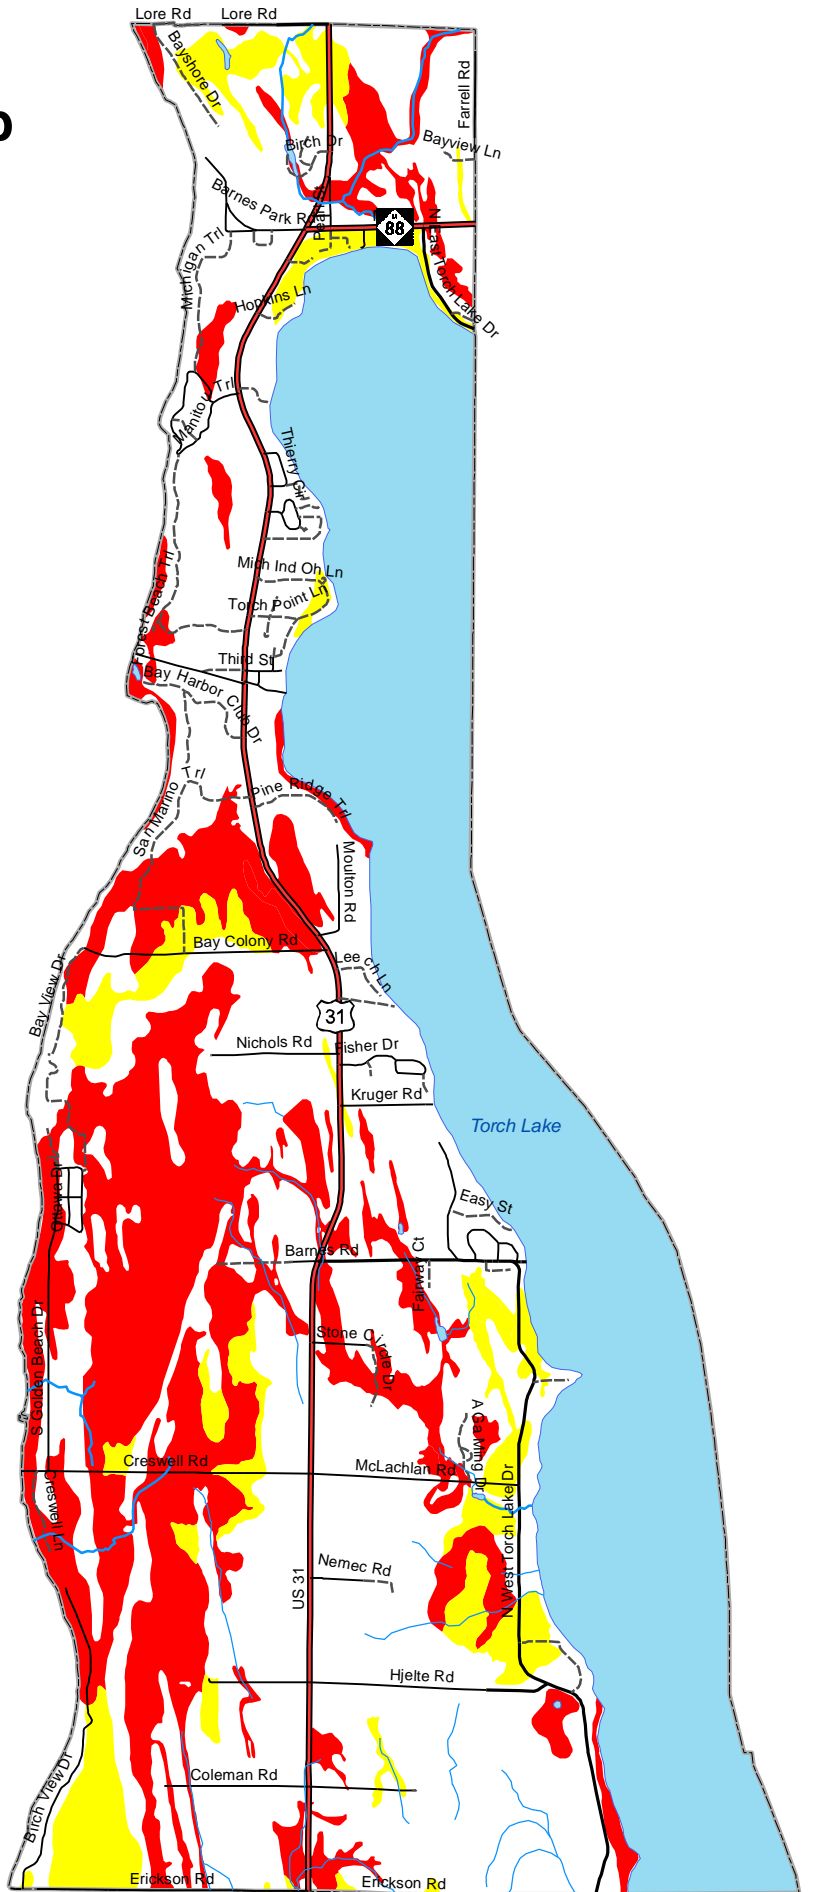 Lore Rd
Lore Rd
Bayshore Dr
Farrell Rd
Birch Dr
Bayview Ln
Barnes Park Rd
M
88
N East Torch Lake Dr
Michigan Trl
Hopkins Ln
Manitou Trl
Thierry Cir
Mich Ind Oh Ln
Forest Beach Trl
Torch Point Ln
Third St
Bay Harbor Club Dr
San Marino Trl
Pine Ridge Trl
Moulton Rd
Bay Colony Rd
Leech Ln
Bay View Dr
31
Nichols Rd
Fisher Dr
Kruger Rd
Torch Lake
Ottawa Dr
Easy St
Barnes Rd
Fairway Ct
S Golden Beach Dr
Stone Circle Dr
A Ga Ming Dr
Creswell Rd
McLachlan Rd
Creswell Ln
N West Torch Lake Dr
US 31
Nemec Rd
Hjelte Rd
Birch View Dr
Coleman Rd
Erickson Rd
Erickson Rd